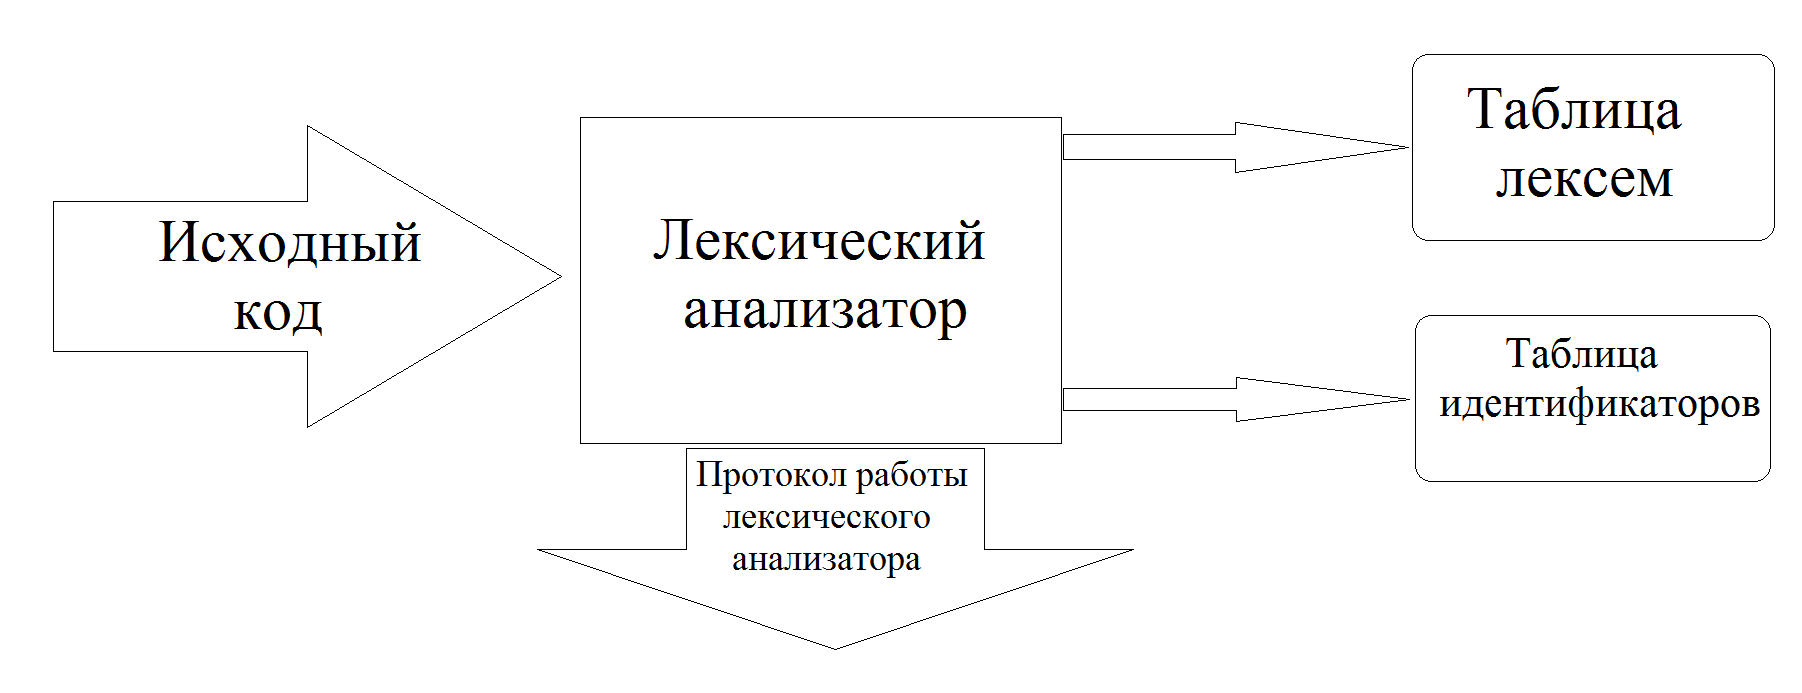 Исходный
код
Лексический
анализатор
Таблица
лексем
Таблица
идентификаторов
Протокол работы
лексического
анализатора